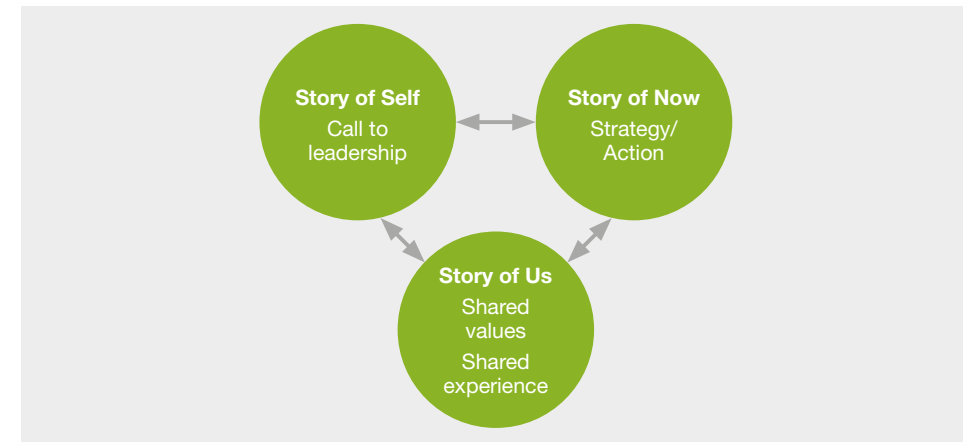 Story of Self
Call to
leadership
Story of Now
Strategy/
Action
Story of Us
Shared
values
Shared
experience